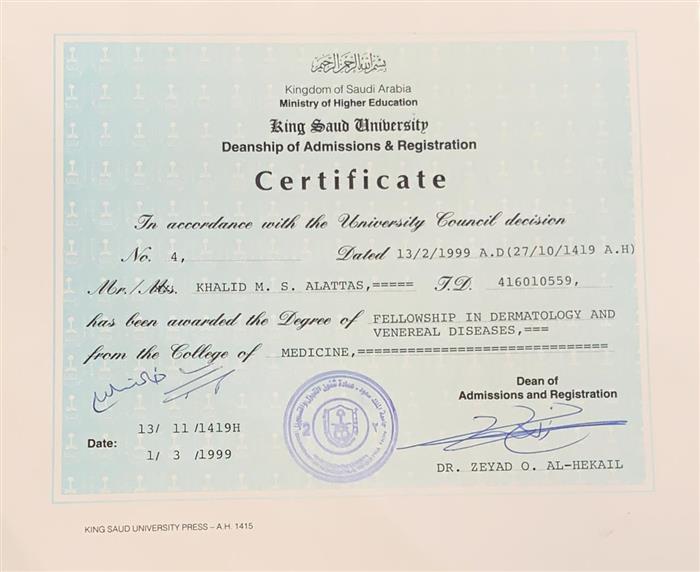 بسم الله الرحمن الرحيم
Kingdom of Saudi Arabia
Ministry of Higher Education
King Saud University
Deanship of Admissions & Registration
Certificate
In accordance with the University Council decision
No. 4, Dated 13/2/1999 A.D(27/10/1419 A.H)
Mr./Miss. KHALID M. S. ALATTAS,===== I.D. 416010559,
has been awarded the Degree of FELLOWSHIP IN DERMATOLOGY AND
VENEREAL DISEASES,===
from the College of MEDICINE,==============================
Dean of
Admissions and Registration
13/ 11 /1419H
Date:
1/ 3 /1999
DR. ZEYAD O. AL-HEKAIL
KING SAUD UNIVERSITY PRESS – A.H. 1415